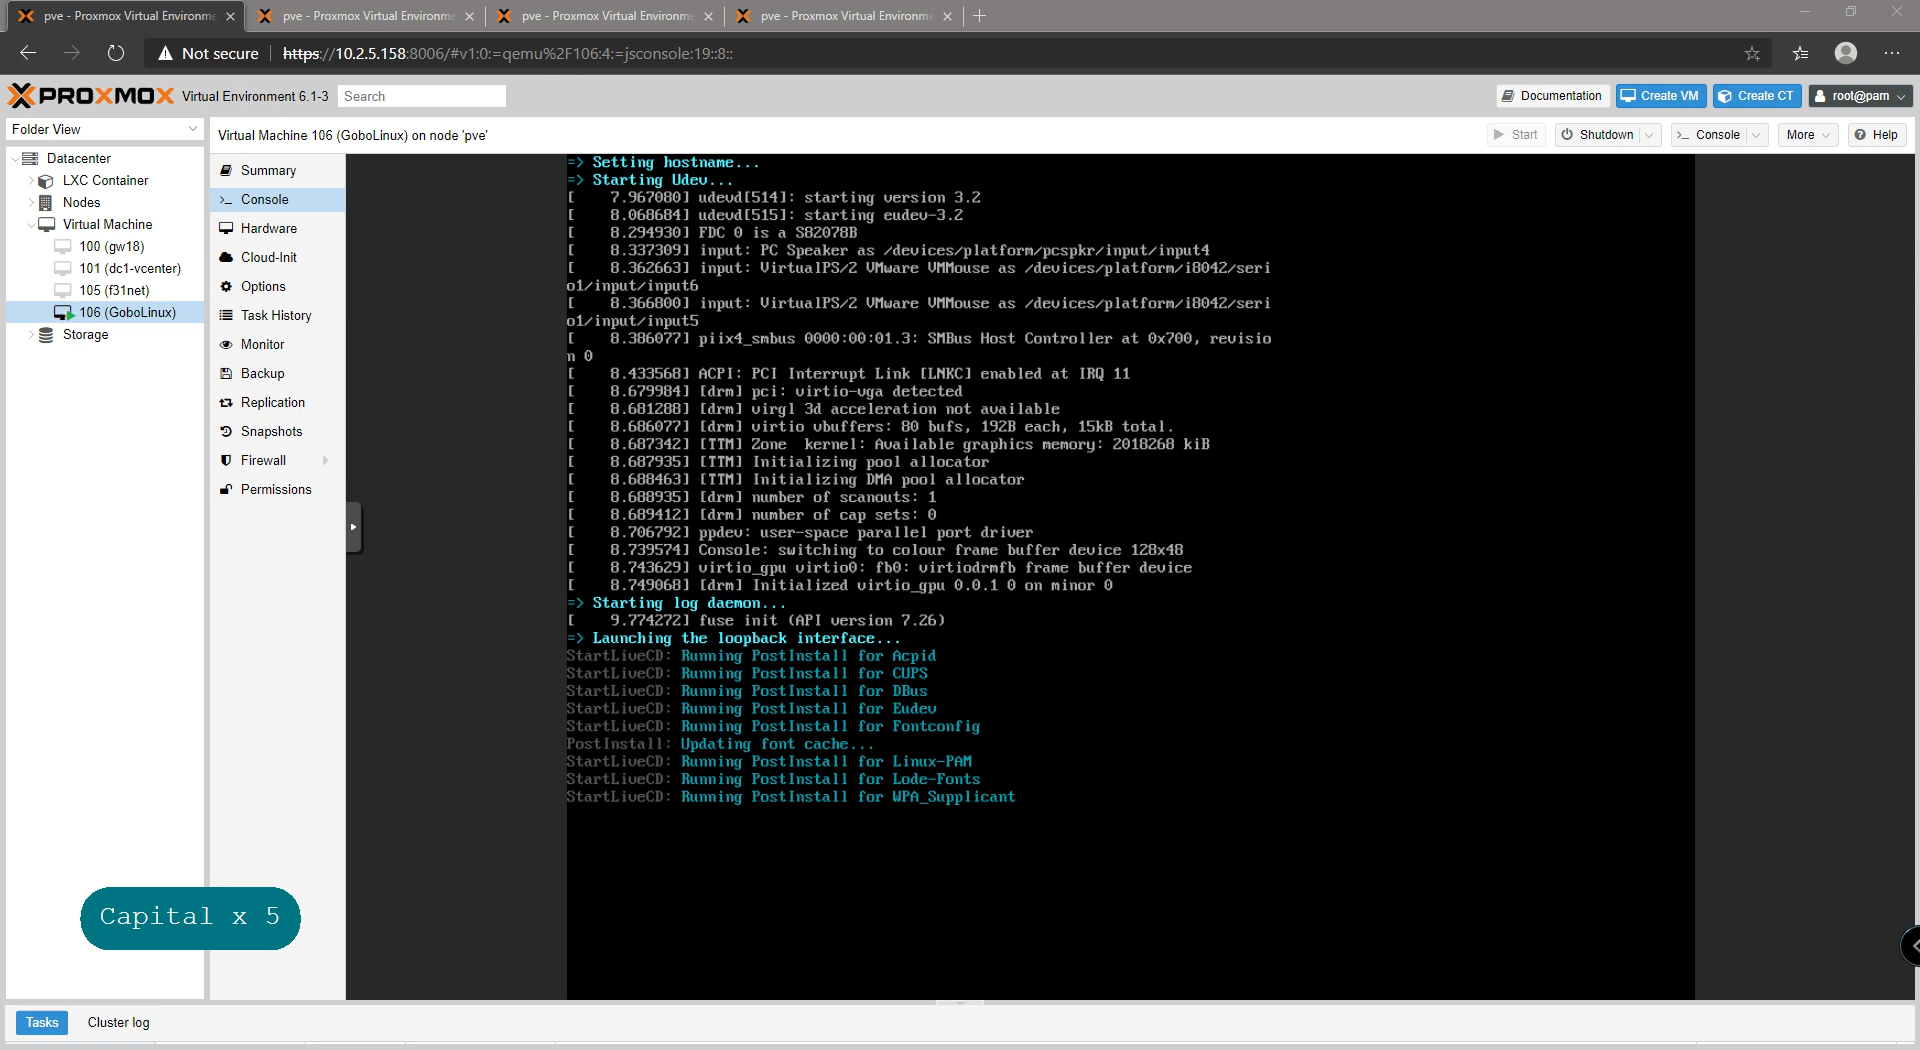 pve - Proxmox Virtual Environme
pve - Proxmox Virtual Environme
pve - Proxmox Virtual Environme
pve - Proxmox Virtual Environme
Not secure
https://10.2.5.158:8006/#v1:0:=qemu%2F106:4:=jsconsole:19::8::
PROXMOX Virtual Environment 6.1-3
Search
Documentation
Create VM
Create CT
root@pam
Folder View
Virtual Machine 106 (GoboLinux) on node 'pve'
Start
Shutdown
Console
More
Help
Datacenter
LXC Container
Nodes
Virtual Machine
100 (gw18)
101 (dc1-vcenter)
105 (f31net)
106 (GoboLinux)
Storage
Summary
Console
Hardware
Cloud-Init
Options
Task History
Monitor
Backup
Replication
Snapshots
Firewall
Permissions
=> Setting hostname...
=> Starting Udev...
[    7.967080] udevd[514]: starting version 3.2
[    8.068684] udevd[515]: starting eudev-3.2
[    8.294930] FDC 0 is a S82078B
[    8.337309] input: PC Speaker as /devices/platform/pcspkr/input/input4
[    8.362663] input: VirtualPS/2 VMware VMMouse as /devices/platform/i8042/seri
o1/input/input6
[    8.366800] input: VirtualPS/2 VMware VMMouse as /devices/platform/i8042/seri
o1/input/input5
[    8.386077] piix4_smbus 0000:00:01.3: SMBus Host Controller at 0x700, revisio
n 0
[    8.433568] ACPI: PCI Interrupt Link [LNKC] enabled at IRQ 11
[    8.679984] [drm] pci: virtio-vga detected
[    8.681288] [drm] virgl 3d acceleration not available
[    8.686077] [drm] virtio vbuffers: 80 bufs, 192B each, 15kB total.
[    8.687342] [TTM] Zone  kernel: Available graphics memory: 2018268 kiB
[    8.687935] [TTM] Initializing pool allocator
[    8.688463] [TTM] Initializing DMA pool allocator
[    8.688935] [drm] number of scanouts: 1
[    8.689412] [drm] number of cap sets: 0
[    8.706792] ppdev: user-space parallel port driver
[    8.739574] Console: switching to colour frame buffer device 128x48
[    8.743629] virtio_gpu virtio0: fb0: virtiodrmfb frame buffer device
[    8.749068] [drm] Initialized virtio_gpu 0.0.1 0 on minor 0
=> Starting log daemon...
[    9.774272] fuse init (API version 7.26)
=> Launching the loopback interface...
StartLiveCD: Running PostInstall for Acpid
StartLiveCD: Running PostInstall for CUPS
StartLiveCD: Running PostInstall for DBus
StartLiveCD: Running PostInstall for Eudev
StartLiveCD: Running PostInstall for Fontconfig
PostInstall: Updating font cache...
StartLiveCD: Running PostInstall for Linux-PAM
StartLiveCD: Running PostInstall for Lode-Fonts
StartLiveCD: Running PostInstall for WPA_Supplicant
Capital x 5
Tasks
Cluster log